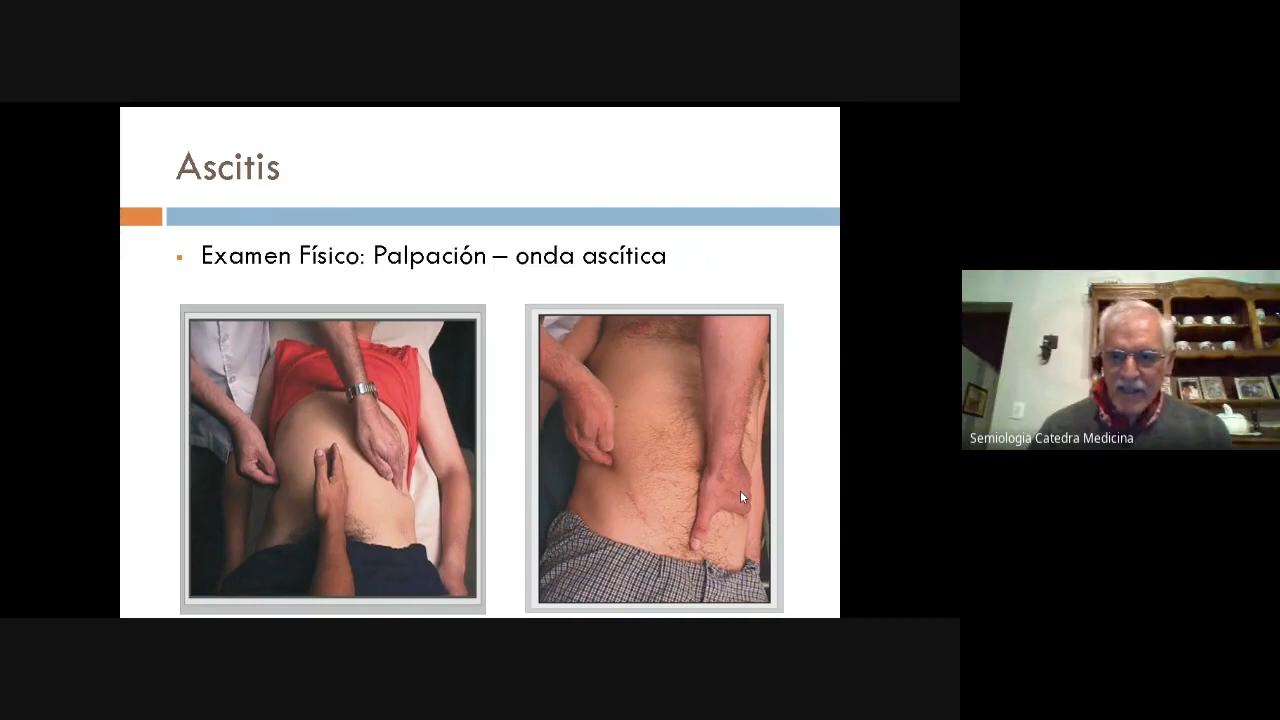 Ascitis
Examen Físico: Palpación – onda ascítica
Semiologia Catedra Medicina